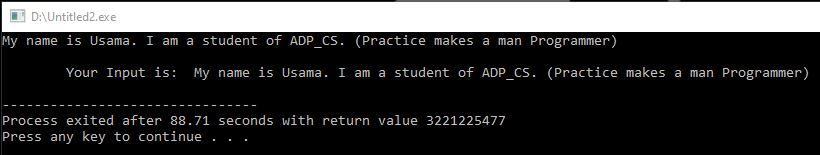 D:\Untitled2.exe
My name is Usama. I am a student of ADP_CS. (Practice makes a man Programmer)
Your Input is:  My name is Usama. I am a student of ADP_CS. (Practice makes a man Programmer)
--------------------------------
Process exited after 88.71 seconds with return value 3221225477
Press any key to continue . . .